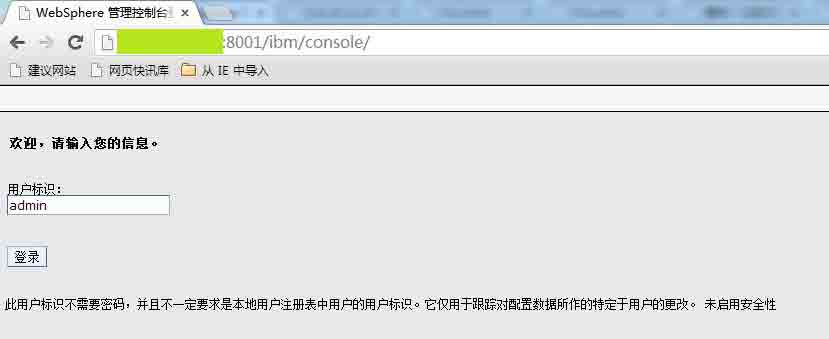 WebSphere 管理控制台
:8001/ibm/console/
建议网站 网页快讯库 从 IE 中导入
欢迎，请输入您的信息。
用户标识:
admin
登录
此用户标识不需要密码，并且不一定要求是本地用户注册表中用户的用户标识。它仅用于跟踪对配置数据所作的特定于用户的更改。 未启用安全性